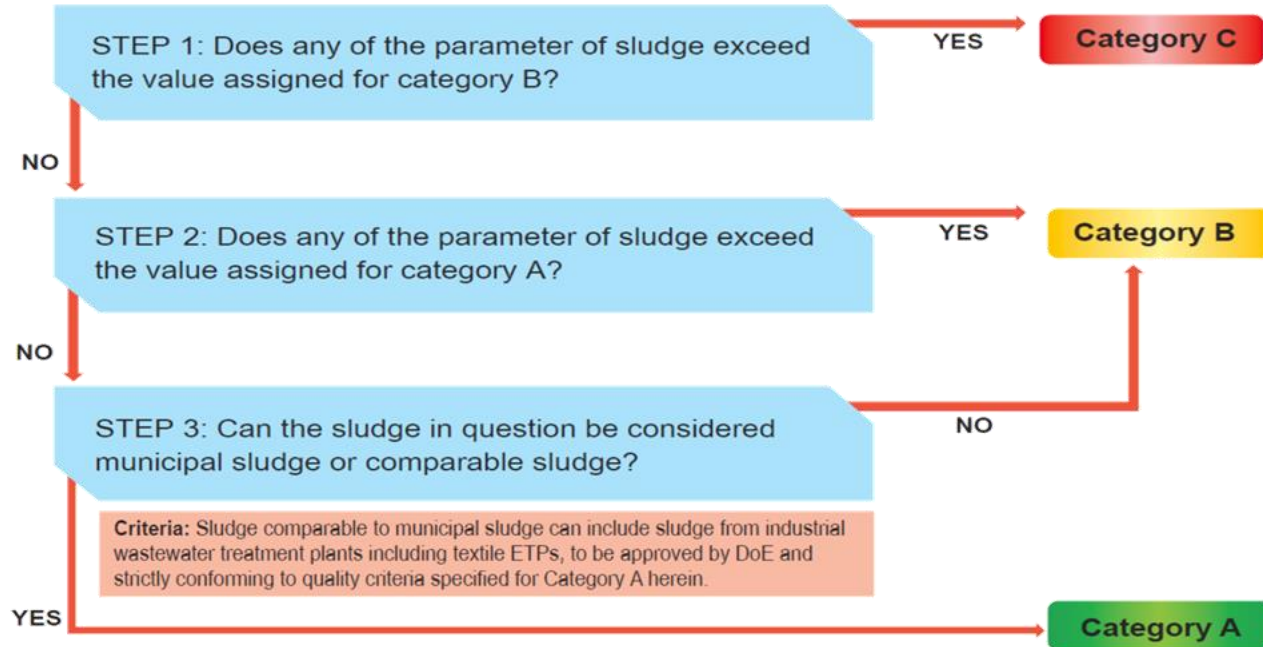 STEP 1: Does any of the parameter of sludge exceed
the value assigned for category B?
YES
Category C
NO
STEP 2: Does any of the parameter of sludge exceed
the value assigned for category A?
YES
Category B
NO
STEP 3: Can the sludge in question be considered
municipal sludge or comparable sludge?
NO
Criteria: Sludge comparable to municipal sludge can include sludge from industrial
wastewater treatment plants including textile ETPs, to be approved by DoE and
strictly conforming to quality criteria specified for Category A herein.
YES
Category A